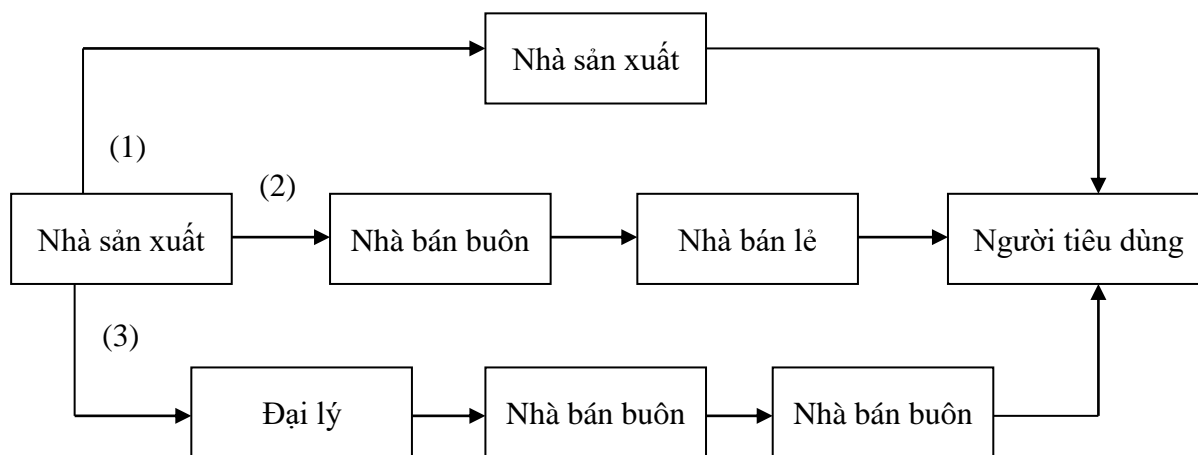 Nhà sản xuất
(1)
(2)
Nhà sản xuất
Nhà bán buôn
Nhà bán lẻ
Người tiêu dùng
(3)
Đại lý
Nhà bán buôn
Nhà bán buôn